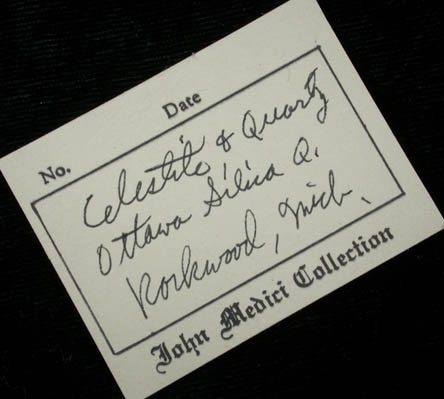 No. Date
Celestite & Quartz
Ottawa Silica Q.
Rockwood, Mich.
John Medici Collection